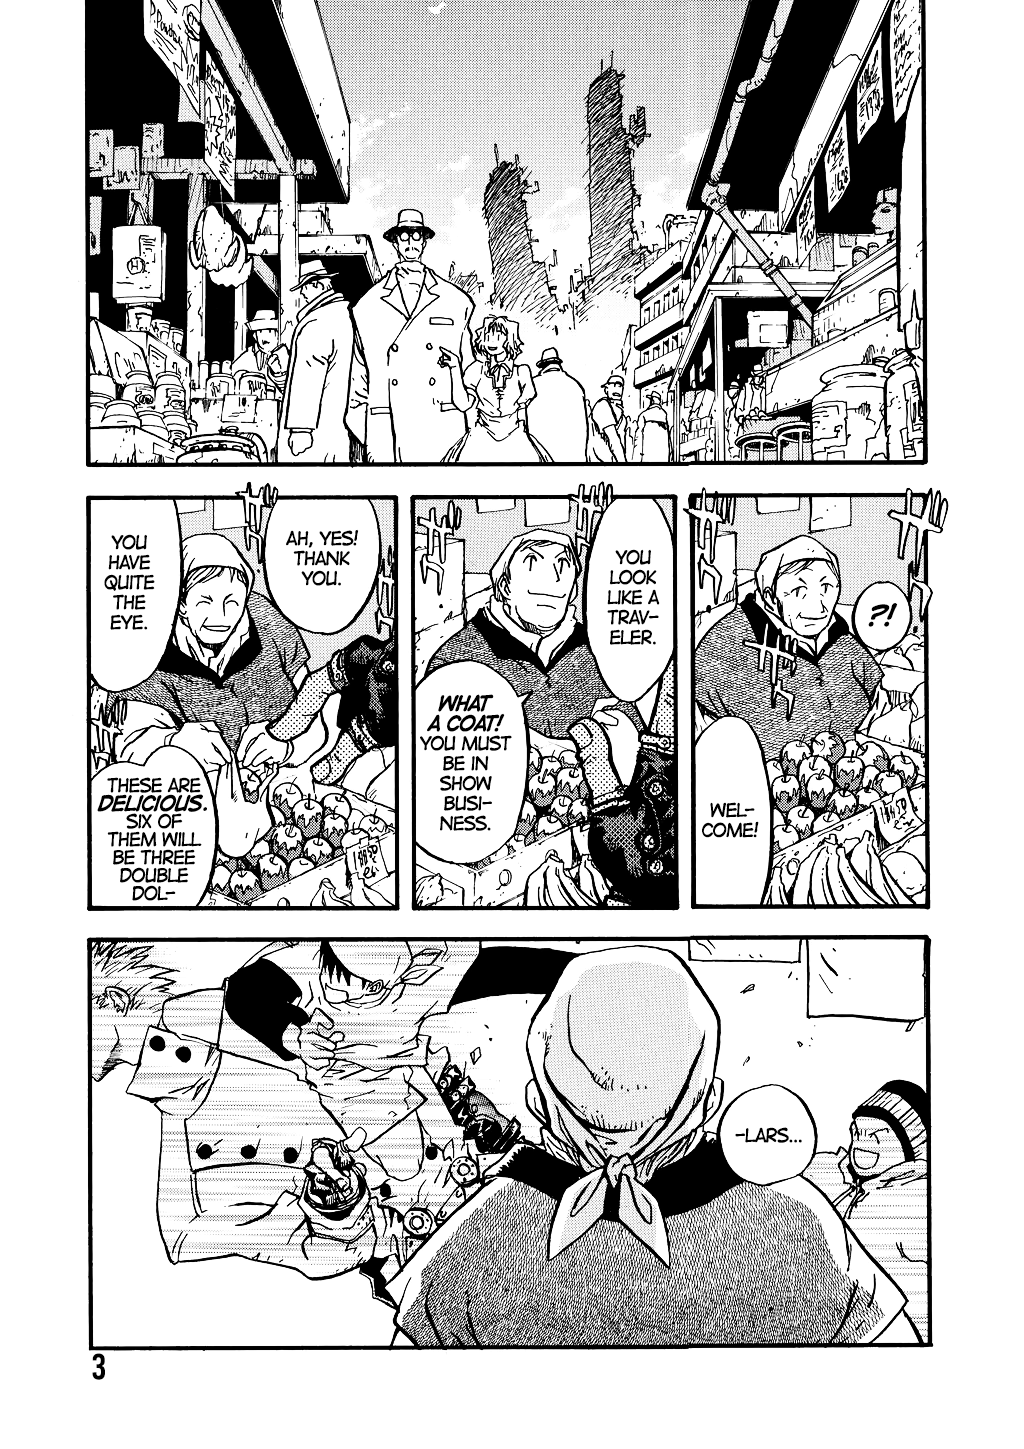 ?!
WEL-
COME!
YOU
LOOK
LIKE A
TRAV-
ELER.
WHAT
A COAT!
YOU MUST
BE IN
SHOW
BUSI-
NESS.
AH, YES!
THANK
YOU.
YOU
HAVE
QUITE
THE
EYE.
THESE ARE
DELICIOUS.
SIX OF
THEM WILL
BE THREE
DOUBLE
DOL-
-LARS...
3